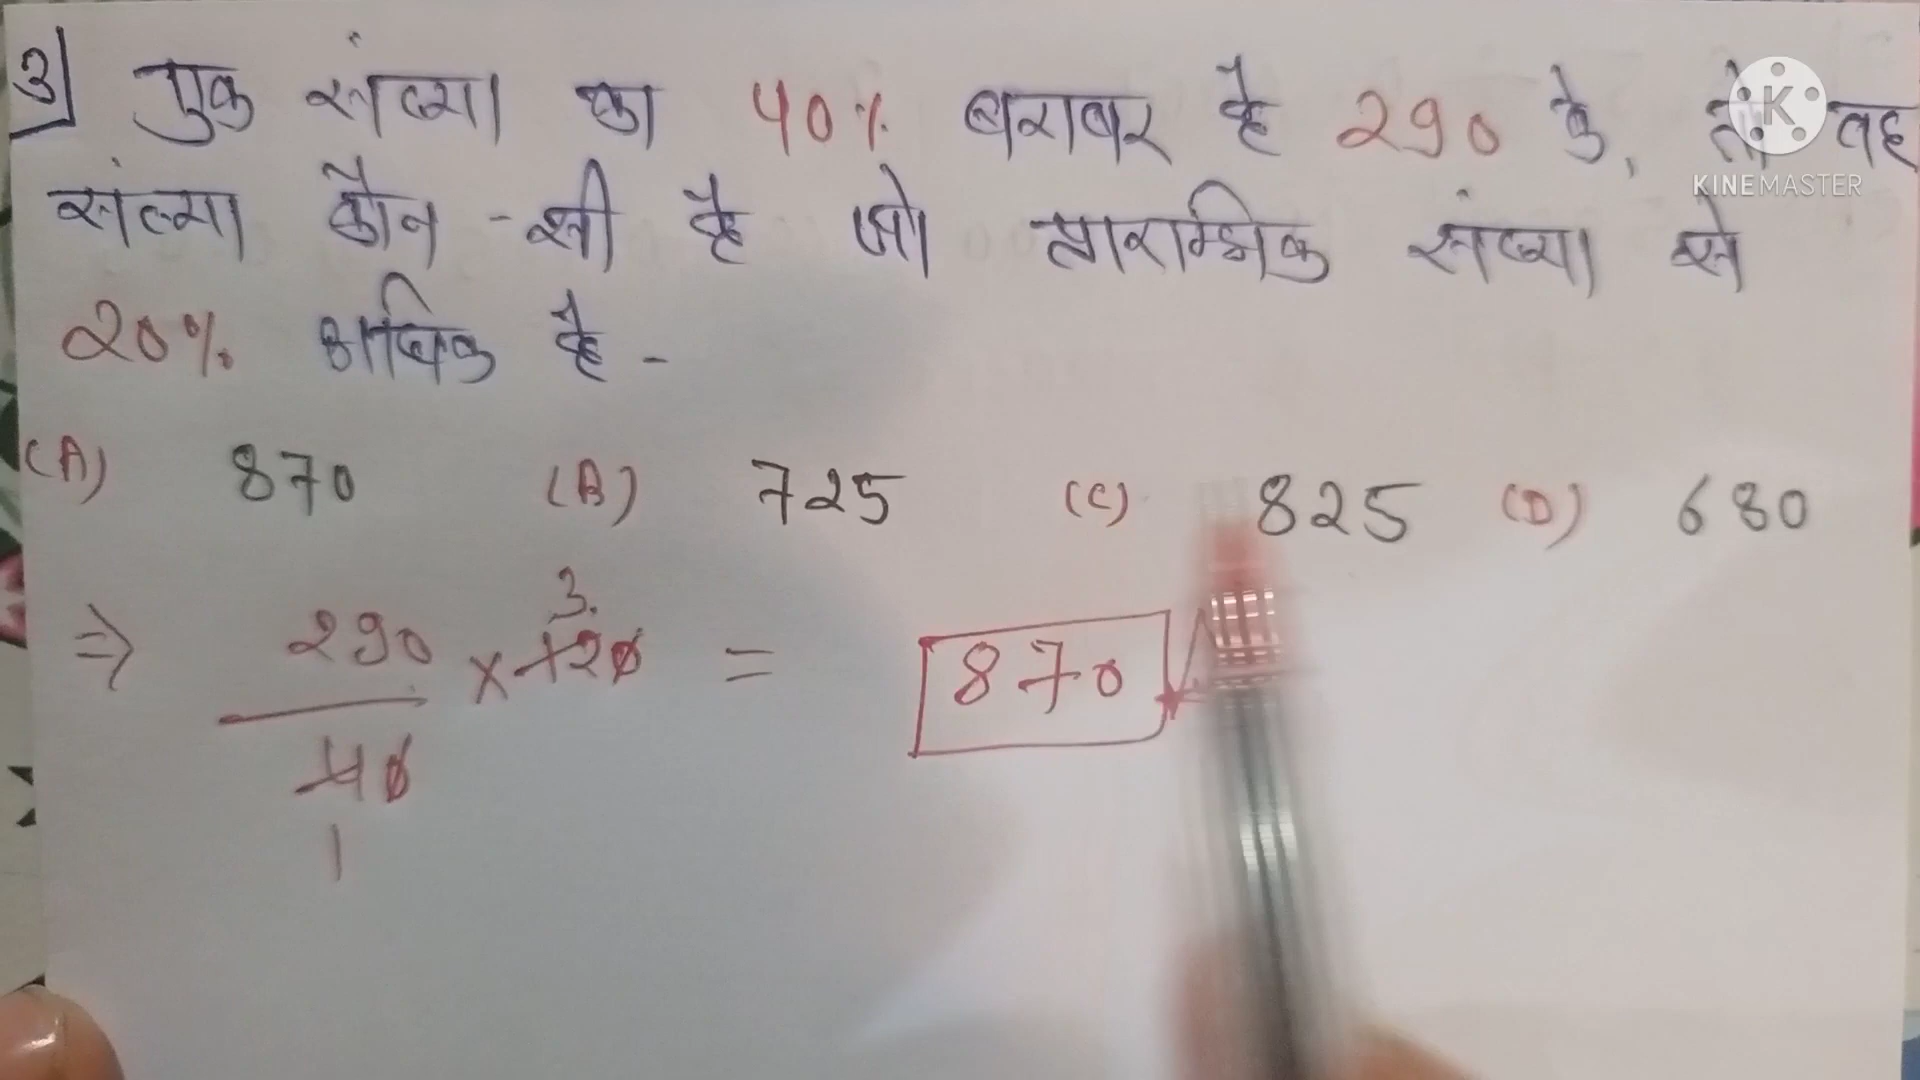 3] एक संख्या का 40% बराबर है 290 के, तो वह
संख्या कौन-सी है जो प्रारम्भिक संख्या से
20% अधिक है -
(A) 870 (B) 725 (C) 825 (D) 680
3.
⇒ 290 × 120 = 870
40
1
K
KINEMASTER